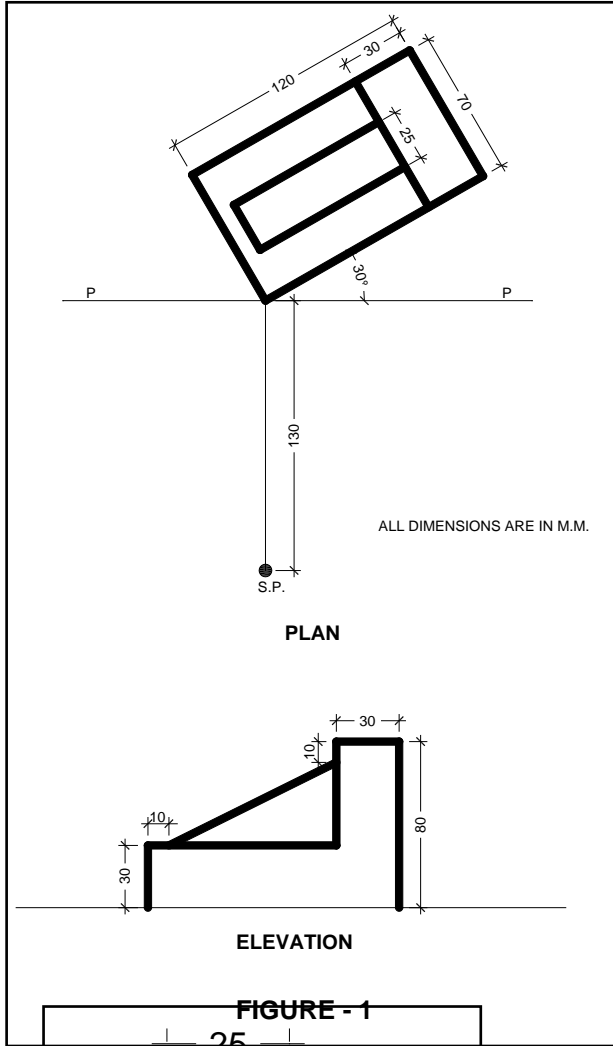 30
120
70
25
30°
P
P
130
ALL DIMENSIONS ARE IN M.M.
S.P.
PLAN
30
10
10
80
30
ELEVATION
FIGURE - 1
25